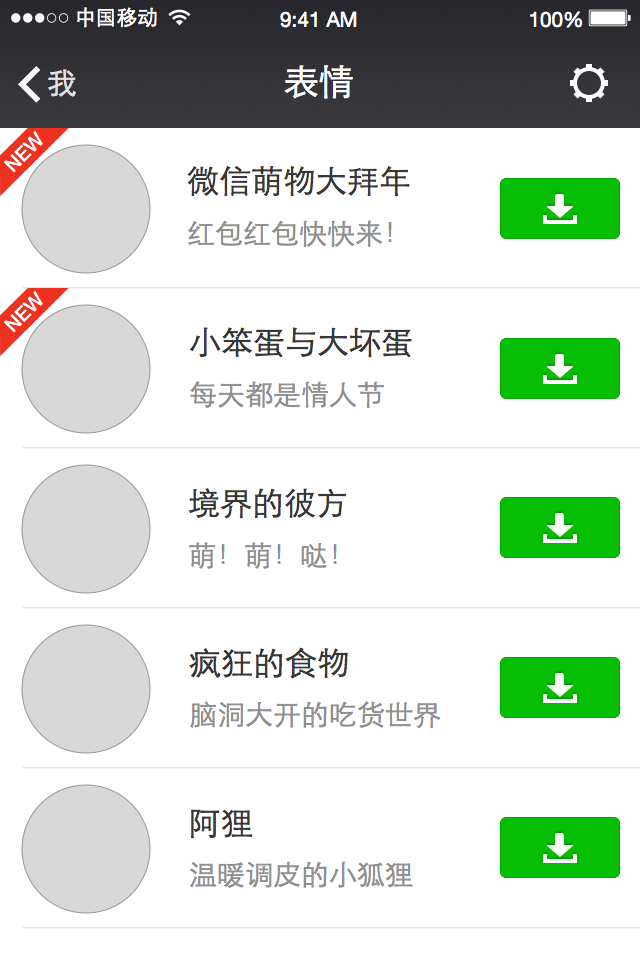 中国移动 9:41 AM 100%
我 表情
NEW
微信萌物大拜年
红包红包快快来！
NEW
小笨蛋与大坏蛋
每天都是情人节
境界的彼方
萌！萌！哒！
疯狂的食物
脑洞大开的吃货世界
阿狸
温暖调皮的小狐狸